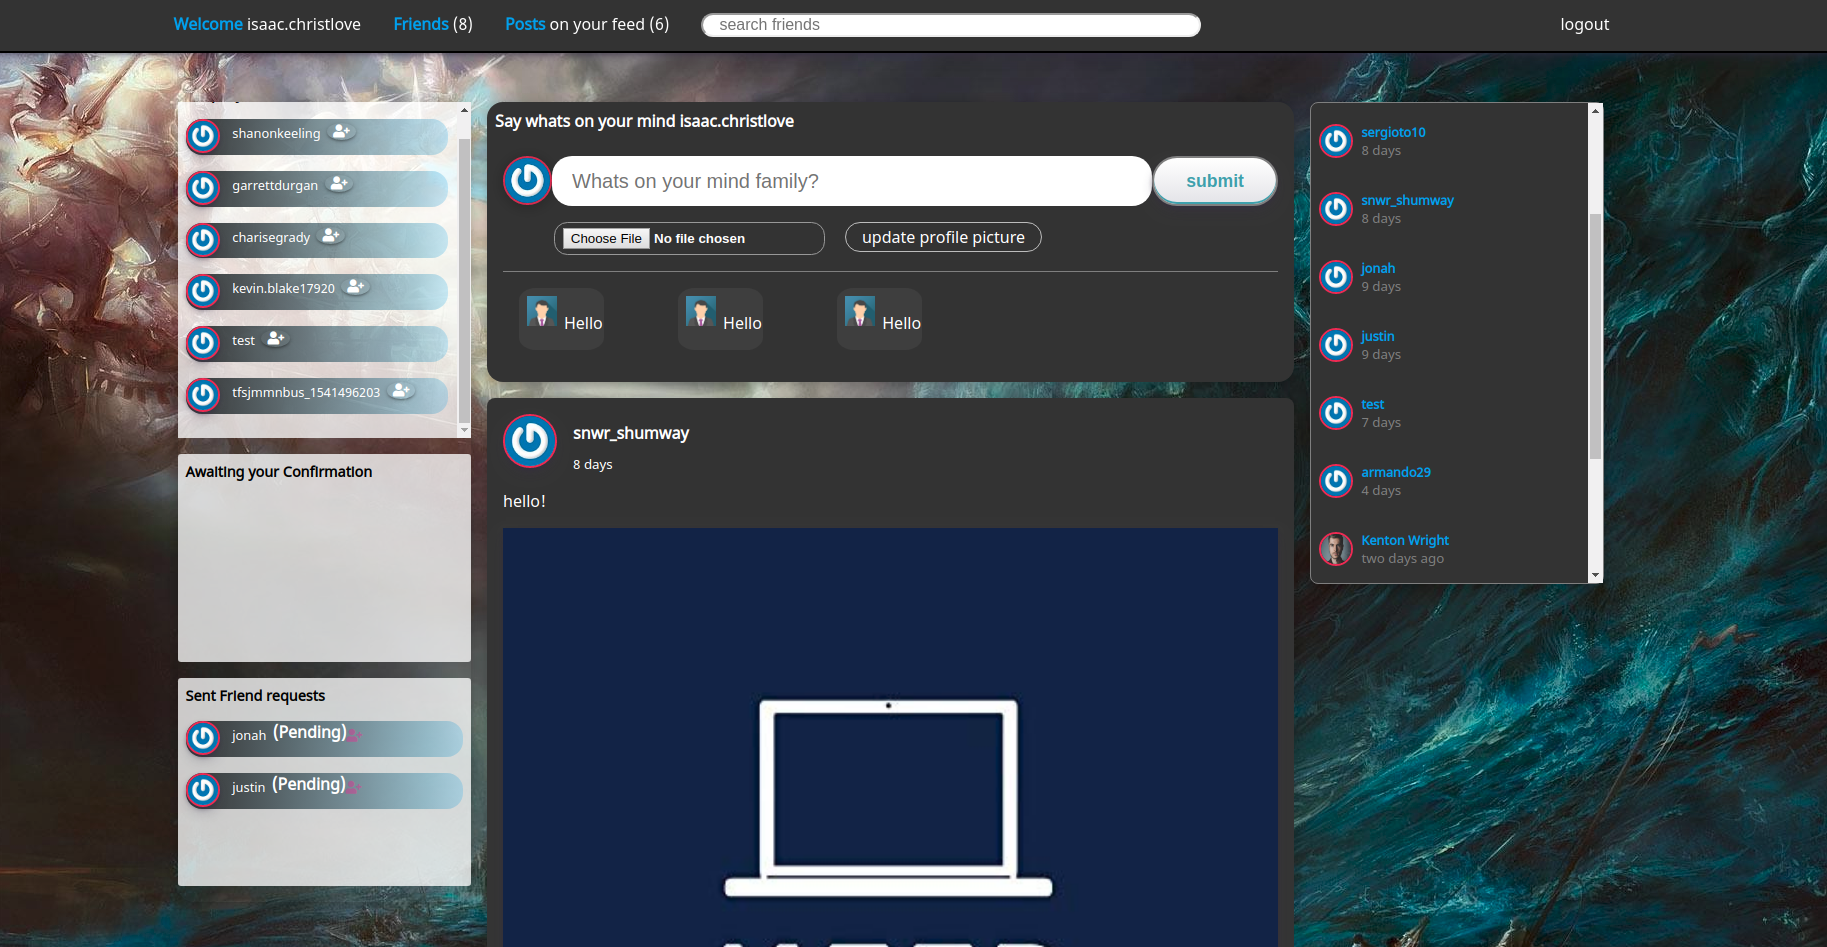 Welcome isaac.christlove Friends (8) Posts on your feed (6) search friends logout
shanonkeeling
garrettdurgan
charisegrady
kevin.blake17920
test
tfsjmmnbus_1541496203
Awaiting your Confirmation
Sent Friend requests
jonah (Pending)
justin (Pending)
Say whats on your mind isaac.christlove
Whats on your mind family? submit
Choose File No file chosen update profile picture
Hello Hello Hello
snwr_shumway
8 days
hello!
sergioto10
8 days
snwr_shumway
8 days
jonah
9 days
justin
9 days
test
7 days
armando29
4 days
Kenton Wright
two days ago